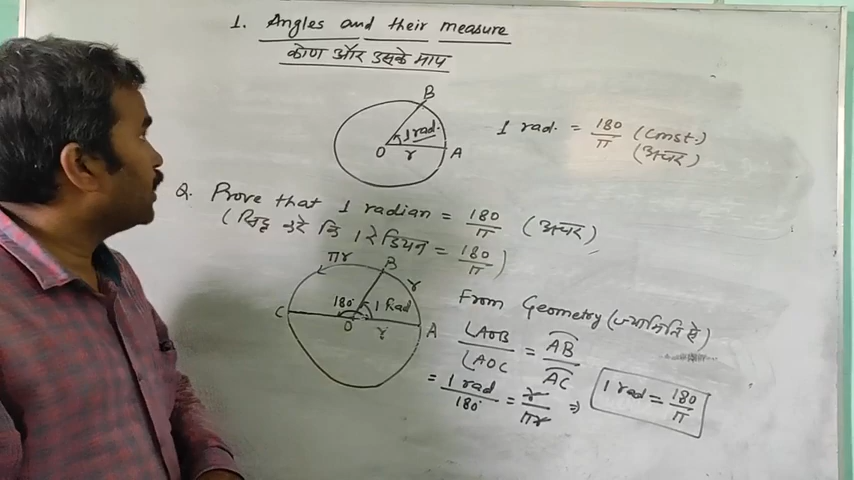 1. Angles and their measure
कोण और उसके माप
B
1 rad.
O r A
1 rad. = 180/π (Const.)
(अचर)
Q. Prove that 1 radian = 180/π (अचर)
(सिद्ध करे कि 1 रेडियन = 180/π)
πr B r
180° 1 Rad
C O r A
From Geometry (ज्यामिति से)
∠AOB/∠AOC = AB/AC
= 1 rad/180° = r/πr ⇒ 1 rad = 180/π